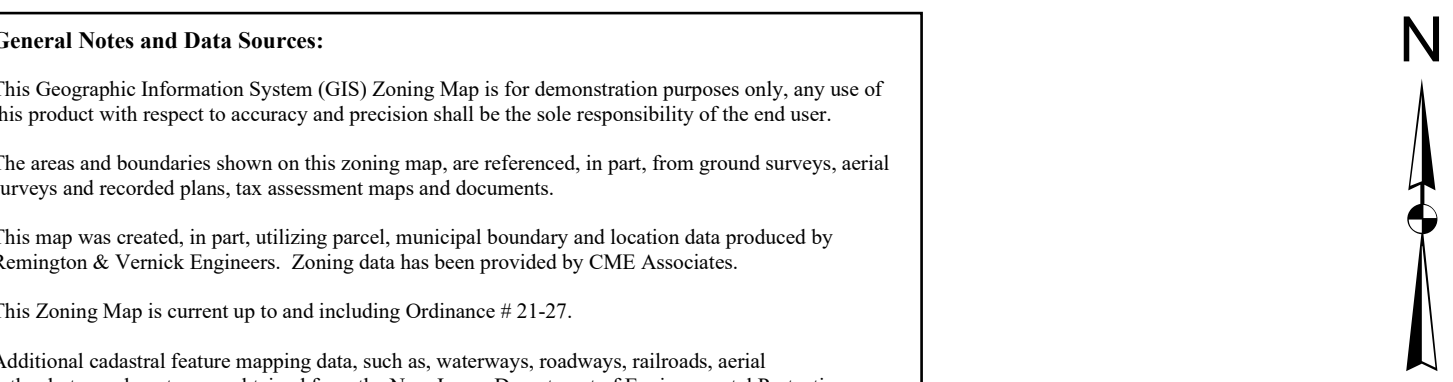 General Notes and Data Sources:
This Geographic Information System (GIS) Zoning Map is for demonstration purposes only, any use of
this product with respect to accuracy and precision shall be the sole responsibility of the end user.
The areas and boundaries shown on this zoning map, are referenced, in part, from ground surveys, aerial
surveys and recorded plans, tax assessment maps and documents.
This map was created, in part, utilizing parcel, municipal boundary and location data produced by
Remington & Vernick Engineers. Zoning data has been provided by CME Associates.
This Zoning Map is current up to and including Ordinance # 21-27.
Additional cadastral feature mapping data, such as, waterways, roadways, railroads, aerial
N